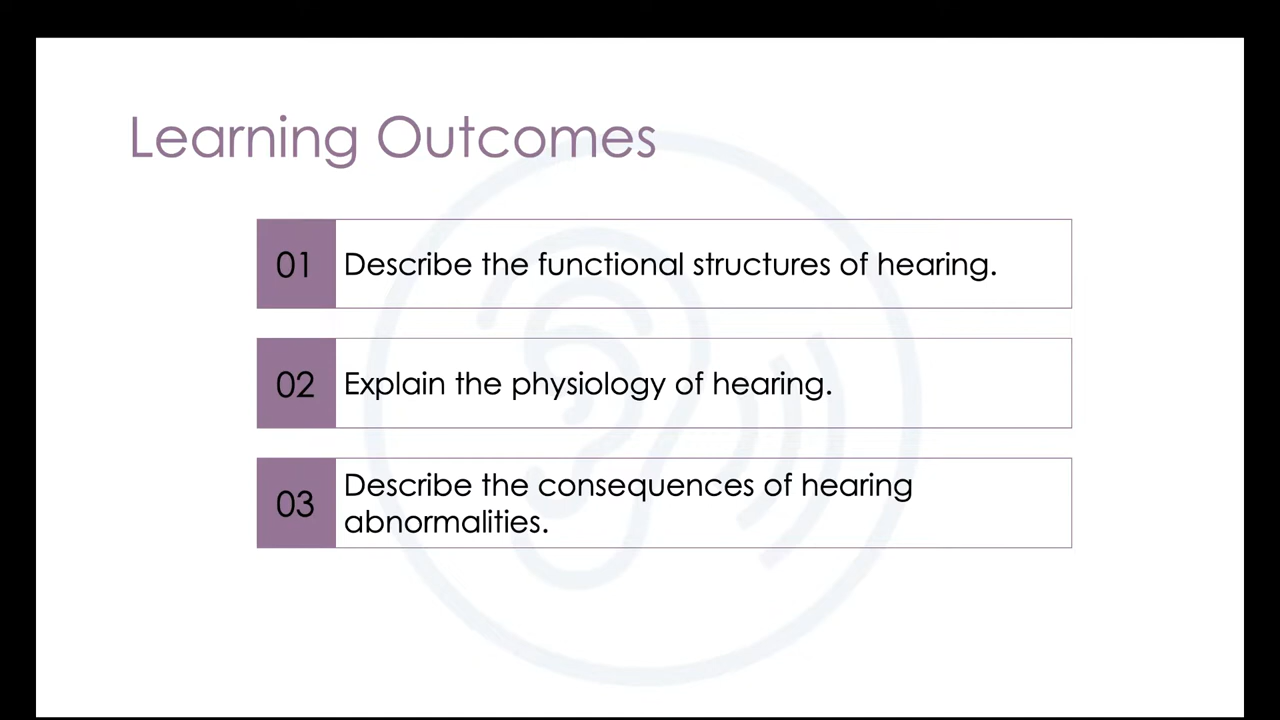 Learning Outcomes
01
Describe the functional structures of hearing.
02
Explain the physiology of hearing.
03
Describe the consequences of hearing
abnormalities.